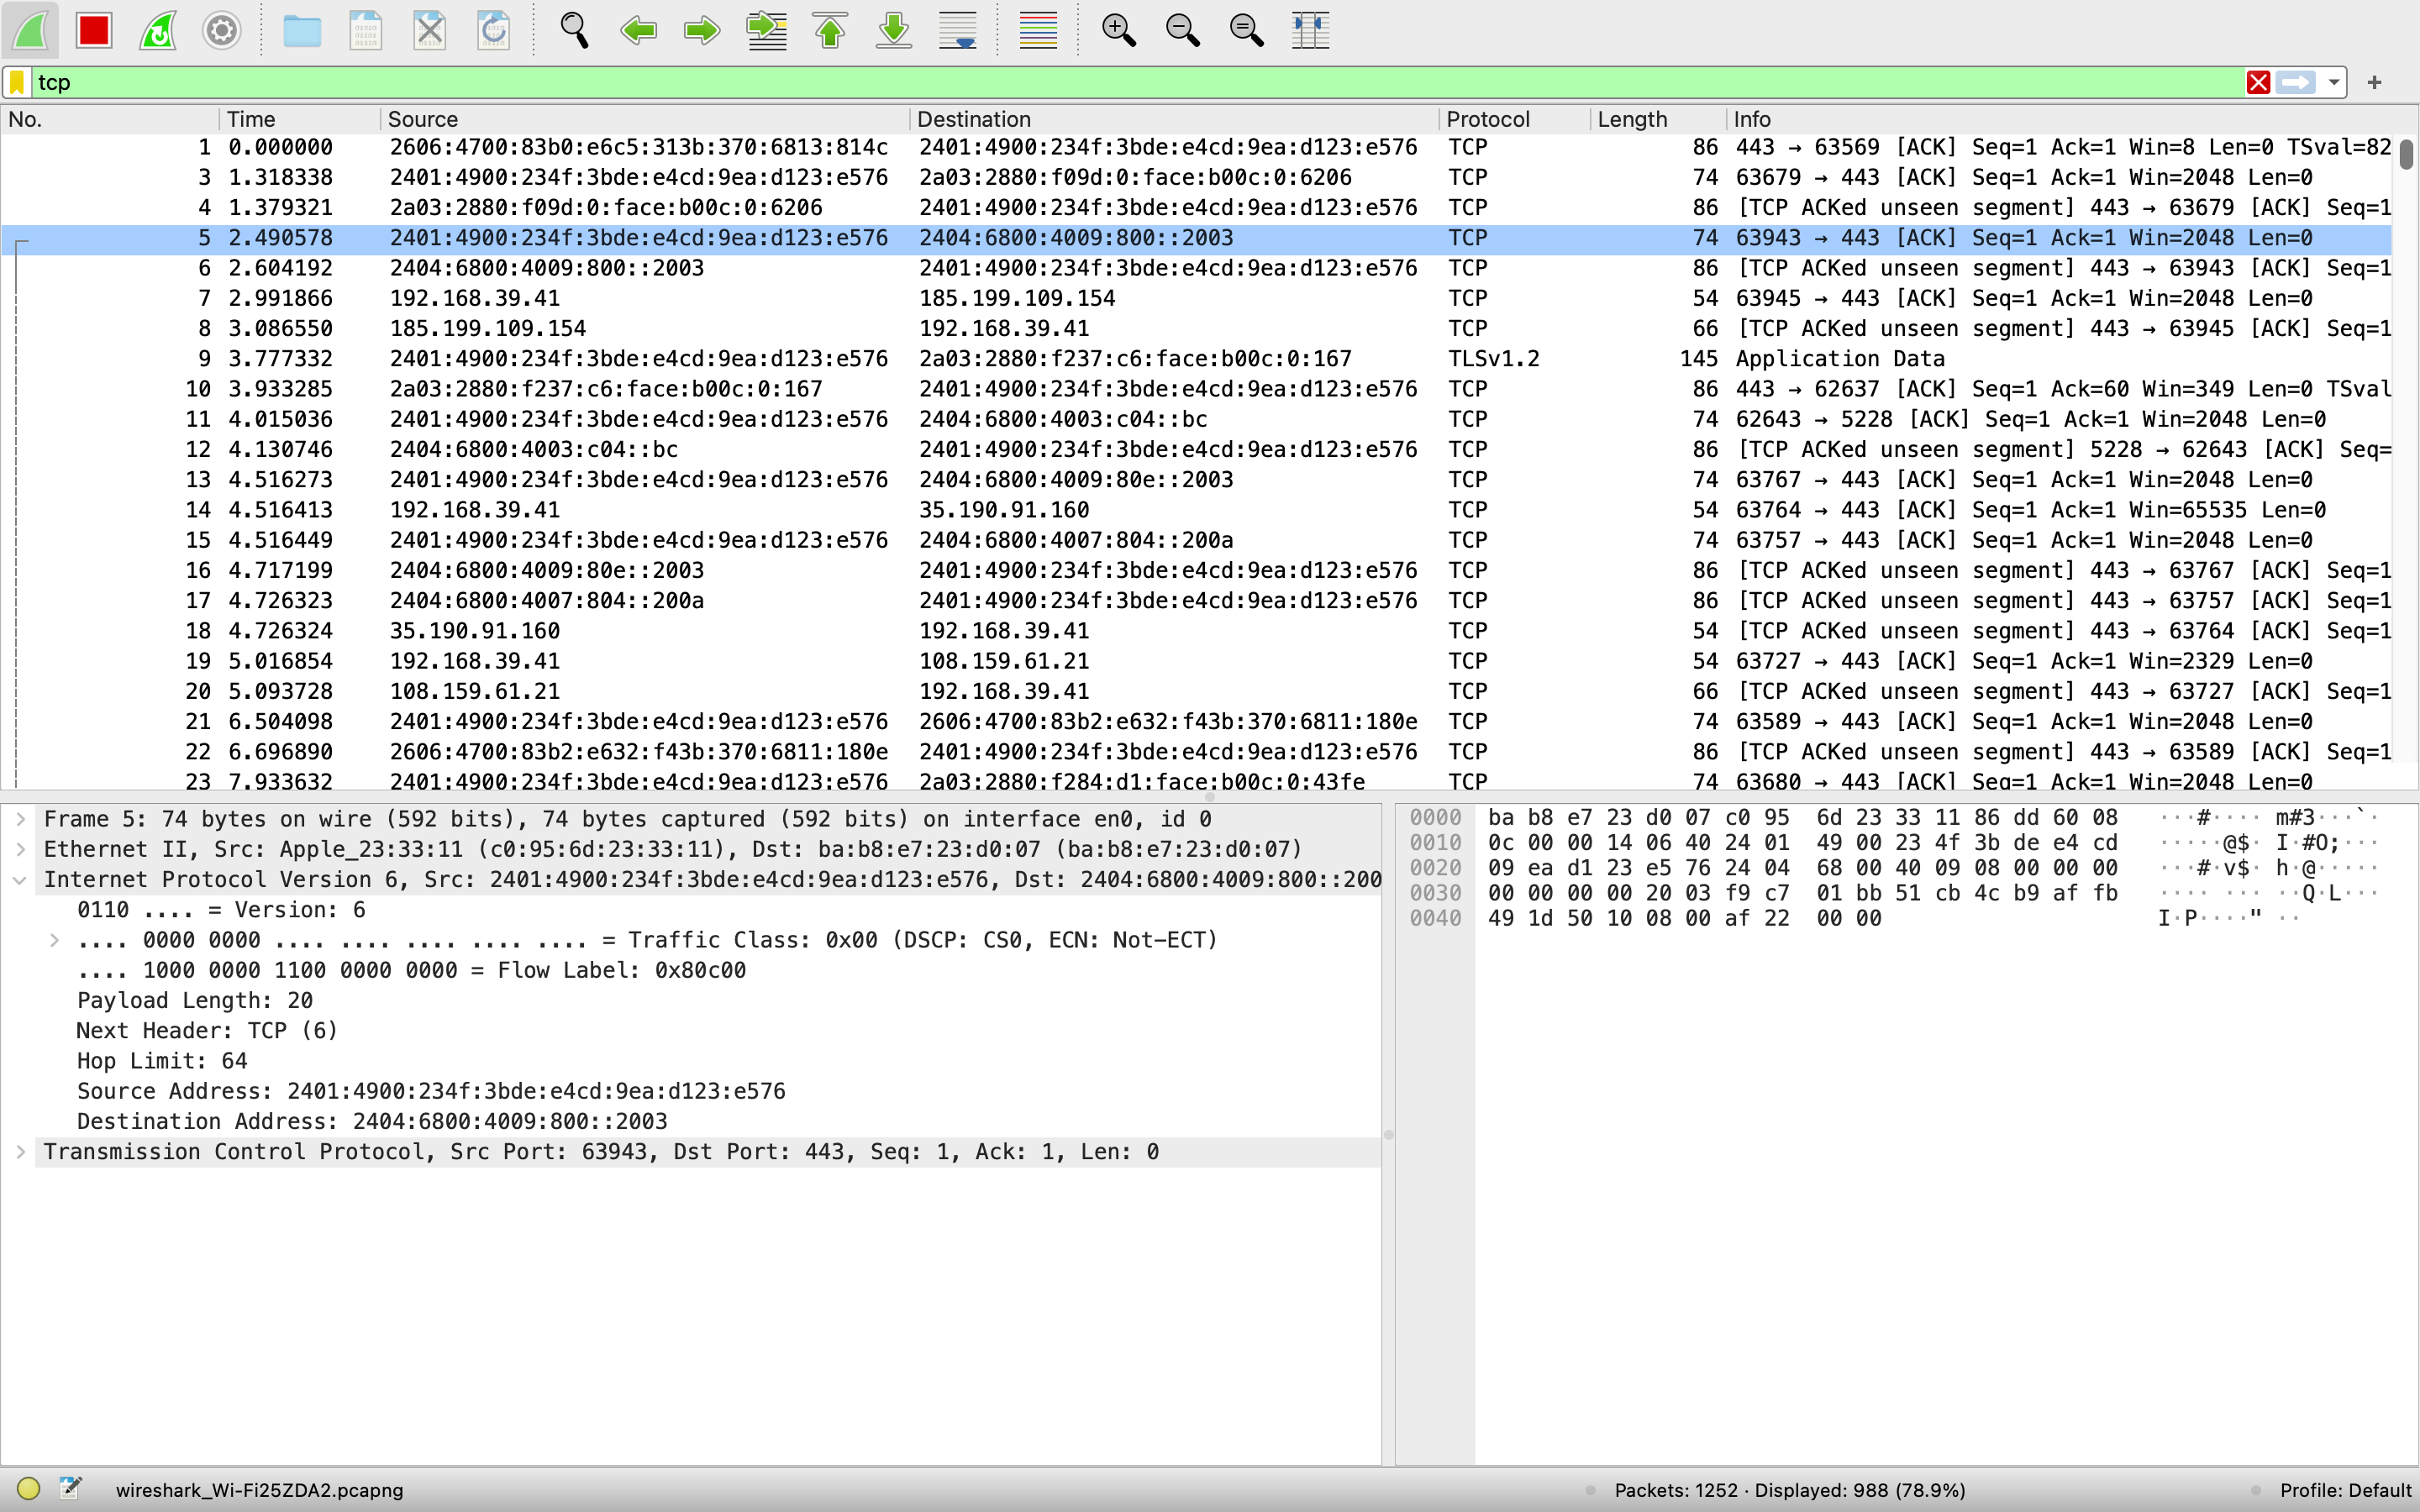 tcp
No. Time Source Destination Protocol Length Info
1 0.000000 2606:4700:83b0:e6c5:313b:370:6813:814c 2401:4900:234f:3bde:e4cd:9ea:d123:e576 TCP 86 443 → 63569 [ACK] Seq=1 Ack=1 Win=8 Len=0 TSval=82
3 1.318338 2401:4900:234f:3bde:e4cd:9ea:d123:e576 2a03:2880:f09d:0:face:b00c:0:6206 TCP 74 63679 → 443 [ACK] Seq=1 Ack=1 Win=2048 Len=0
4 1.379321 2a03:2880:f09d:0:face:b00c:0:6206 2401:4900:234f:3bde:e4cd:9ea:d123:e576 TCP 86 [TCP ACKed unseen segment] 443 → 63679 [ACK] Seq=1
5 2.490578 2401:4900:234f:3bde:e4cd:9ea:d123:e576 2404:6800:4009:800::2003 TCP 74 63943 → 443 [ACK] Seq=1 Ack=1 Win=2048 Len=0
6 2.604192 2404:6800:4009:800::2003 2401:4900:234f:3bde:e4cd:9ea:d123:e576 TCP 86 [TCP ACKed unseen segment] 443 → 63943 [ACK] Seq=1
7 2.991866 192.168.39.41 185.199.109.154 TCP 54 63945 → 443 [ACK] Seq=1 Ack=1 Win=2048 Len=0
8 3.086550 185.199.109.154 192.168.39.41 TCP 66 [TCP ACKed unseen segment] 443 → 63945 [ACK] Seq=1
9 3.777332 2401:4900:234f:3bde:e4cd:9ea:d123:e576 2a03:2880:f237:c6:face:b00c:0:167 TLSv1.2 145 Application Data
10 3.933285 2a03:2880:f237:c6:face:b00c:0:167 2401:4900:234f:3bde:e4cd:9ea:d123:e576 TCP 86 443 → 62637 [ACK] Seq=1 Ack=60 Win=349 Len=0 TSval
11 4.015036 2401:4900:234f:3bde:e4cd:9ea:d123:e576 2404:6800:4003:c04::bc TCP 74 62643 → 5228 [ACK] Seq=1 Ack=1 Win=2048 Len=0
12 4.130746 2404:6800:4003:c04::bc 2401:4900:234f:3bde:e4cd:9ea:d123:e576 TCP 86 [TCP ACKed unseen segment] 5228 → 62643 [ACK] Seq=
13 4.516273 2401:4900:234f:3bde:e4cd:9ea:d123:e576 2404:6800:4009:80e::2003 TCP 74 63767 → 443 [ACK] Seq=1 Ack=1 Win=2048 Len=0
14 4.516413 192.168.39.41 35.190.91.160 TCP 54 63764 → 443 [ACK] Seq=1 Ack=1 Win=65535 Len=0
15 4.516449 2401:4900:234f:3bde:e4cd:9ea:d123:e576 2404:6800:4007:804::200a TCP 74 63757 → 443 [ACK] Seq=1 Ack=1 Win=2048 Len=0
16 4.717199 2404:6800:4009:80e::2003 2401:4900:234f:3bde:e4cd:9ea:d123:e576 TCP 86 [TCP ACKed unseen segment] 443 → 63767 [ACK] Seq=1
17 4.726323 2404:6800:4007:804::200a 2401:4900:234f:3bde:e4cd:9ea:d123:e576 TCP 86 [TCP ACKed unseen segment] 443 → 63757 [ACK] Seq=1
18 4.726324 35.190.91.160 192.168.39.41 TCP 54 [TCP ACKed unseen segment] 443 → 63764 [ACK] Seq=1
19 5.016854 192.168.39.41 108.159.61.21 TCP 54 63727 → 443 [ACK] Seq=1 Ack=1 Win=2329 Len=0
20 5.093728 108.159.61.21 192.168.39.41 TCP 66 [TCP ACKed unseen segment] 443 → 63727 [ACK] Seq=1
21 6.504098 2401:4900:234f:3bde:e4cd:9ea:d123:e576 2606:4700:83b2:e632:f43b:370:6811:180e TCP 74 63589 → 443 [ACK] Seq=1 Ack=1 Win=2048 Len=0
22 6.696890 2606:4700:83b2:e632:f43b:370:6811:180e 2401:4900:234f:3bde:e4cd:9ea:d123:e576 TCP 86 [TCP ACKed unseen segment] 443 → 63589 [ACK] Seq=1
23 7.933632 2401:4900:234f:3bde:e4cd:9ea:d123:e576 2a03:2880:f284:d1:face:b00c:0:43fe TCP 74 63680 → 443 [ACK] Seq=1 Ack=1 Win=2048 Len=0
Frame 5: 74 bytes on wire (592 bits), 74 bytes captured (592 bits) on interface en0, id 0
Ethernet II, Src: Apple_23:33:11 (c0:95:6d:23:33:11), Dst: ba:b8:e7:23:d0:07 (ba:b8:e7:23:d0:07)
Internet Protocol Version 6, Src: 2401:4900:234f:3bde:e4cd:9ea:d123:e576, Dst: 2404:6800:4009:800::200
0110 .... = Version: 6
.... 0000 0000 .... .... .... .... .... = Traffic Class: 0x00 (DSCP: CS0, ECN: Not-ECT)
.... 1000 0000 1100 0000 0000 = Flow Label: 0x80c00
Payload Length: 20
Next Header: TCP (6)
Hop Limit: 64
Source Address: 2401:4900:234f:3bde:e4cd:9ea:d123:e576
Destination Address: 2404:6800:4009:800::2003
Transmission Control Protocol, Src Port: 63943, Dst Port: 443, Seq: 1, Ack: 1, Len: 0
0000 ba b8 e7 23 d0 07 c0 95 6d 23 33 11 86 dd 60 08 ···#···· m#3···`·
0010 0c 00 00 14 06 40 24 01 49 00 23 4f 3b de e4 cd ·····@$· I·#O;···
0020 09 ea d1 23 e5 76 24 04 68 00 40 09 08 00 00 00 ···#·v$· h·@·····
0030 00 00 00 00 20 03 f9 c7 01 bb 51 cb 4c b9 af fb ···· ··· ··Q·L···
0040 49 1d 50 10 08 00 af 22 00 00 I·P····" ··
wireshark_Wi-Fi25ZDA2.pcapng
Packets: 1252 · Displayed: 988 (78.9%)
Profile: Default